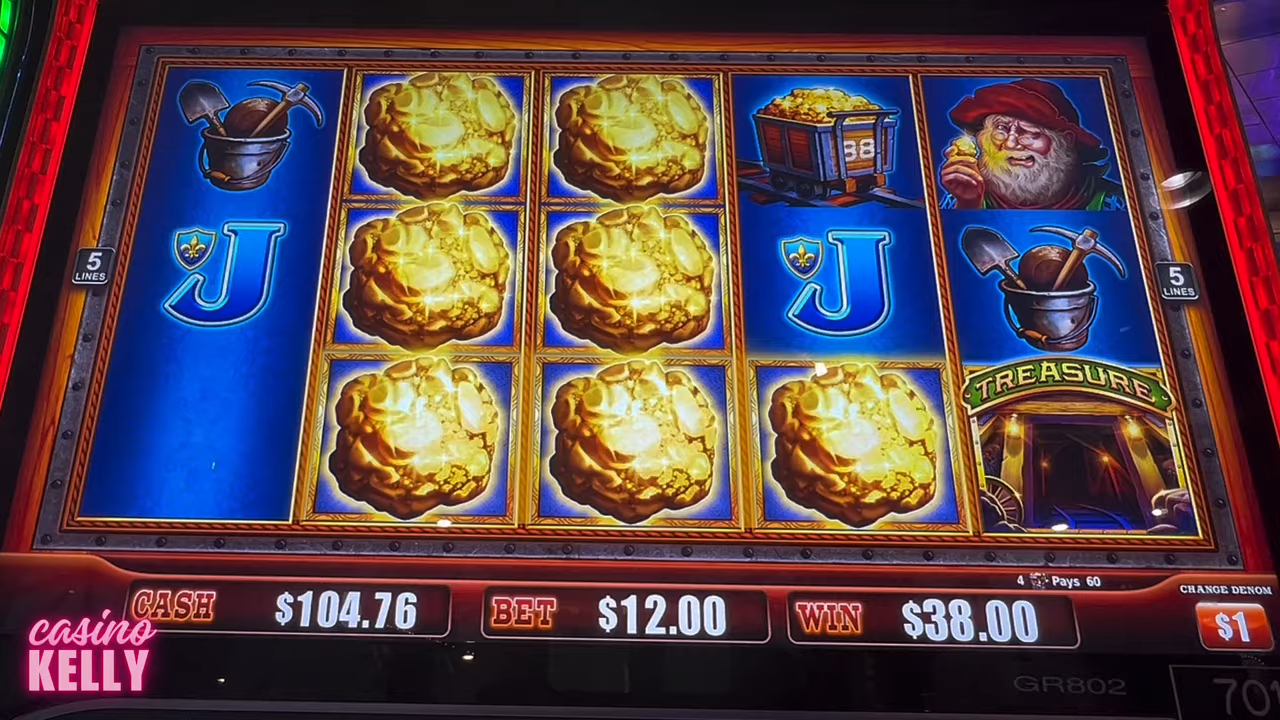 88
J
J
5
LINES
5
LINES
TREASURE
4 Pays 60
CHANGE DENOM
CASH $104.76
BET $12.00
WIN $38.00
$1
casino
KELLY
GR802
70